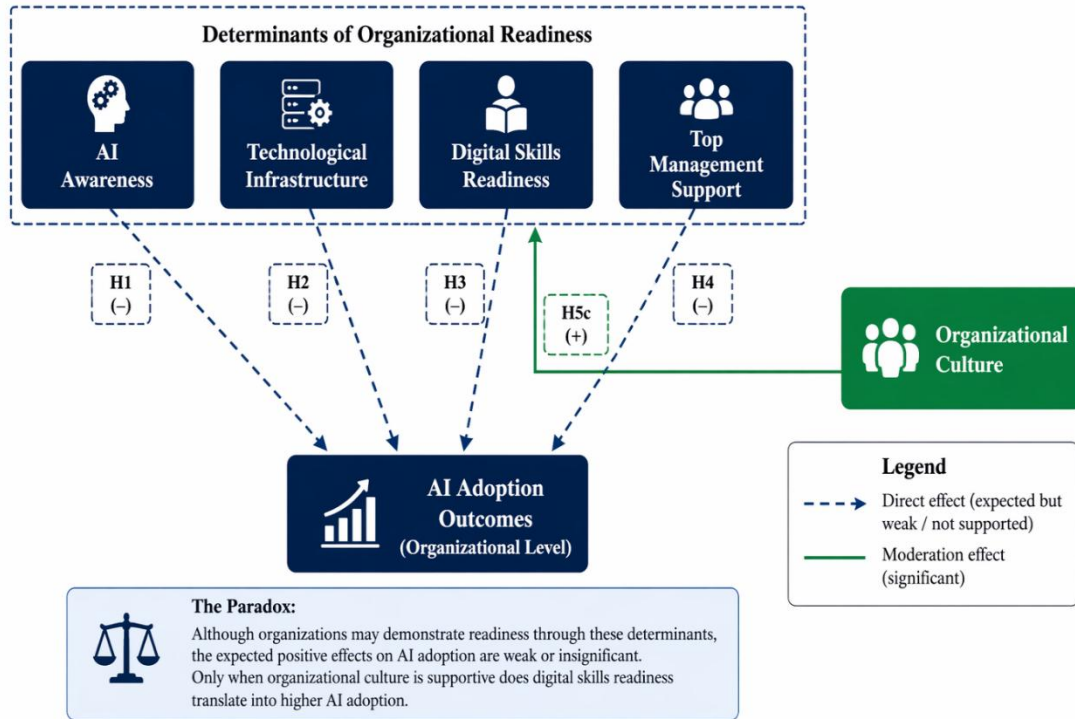 Determinants of Organizational Readiness
AI
Awareness
Technological
Infrastructure
Digital Skills
Readiness
Top
Management
Support
H1
(–)
H2
(–)
H3
(–)
H5c
(+)
H4
(–)
Organizational
Culture
AI Adoption
Outcomes
(Organizational Level)
Legend
Direct effect (expected but
weak / not supported)
Moderation effect
(significant)
The Paradox:
Although organizations may demonstrate readiness through these determinants,
the expected positive effects on AI adoption are weak or insignificant.
Only when organizational culture is supportive does digital skills readiness
translate into higher AI adoption.